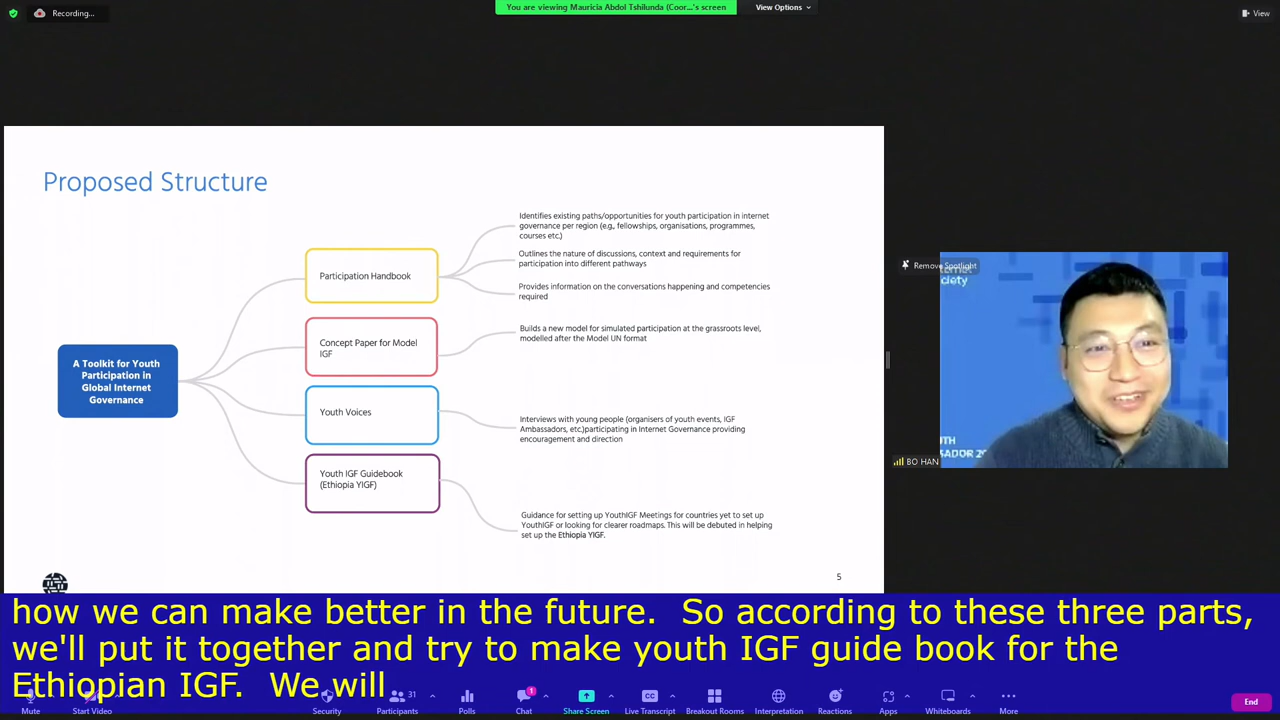 Recording...
You are viewing Mauricia Abdol Tshilunda (Coor...'s screen
View Options
View
Proposed Structure
Identifies existing paths/opportunities for youth participation in internet
governance per region (e.g., fellowships, organisations, programmes,
courses etc.)
Participation Handbook
Outlines the nature of discussions, context and requirements for
participation into different pathways
Provides information on the conversations happening and competencies
required
Concept Paper for Model
IGF
Builds a new model for simulated participation at the grassroots level,
modelled after the Model UN format
A Toolkit for Youth
Participation in
Global Internet
Governance
Youth Voices
Interviews with young people (organisers of youth events, IGF
Ambassadors, etc.)participating in Internet Governance providing
encouragement and direction
Youth IGF Guidebook
(Ethiopia YIGF)
Guidance for setting up YouthIGF Meetings for countries yet to set up
YouthIGF or looking for clearer roadmaps. This will be debuted in helping
set up the Ethiopia YIGF.
5
Remove Spotlight
ciety
BO HAN
how we can make better in the future. So according to these three parts,
we'll put it together and try to make youth IGF guide book for the
Ethiopian IGF. We will
Mute
Start Video
Security
Participants
31
Polls
Chat
1
Share Screen
CC
Live Transcript
Breakout Rooms
Interpretation
Reactions
Apps
Whiteboards
More
End